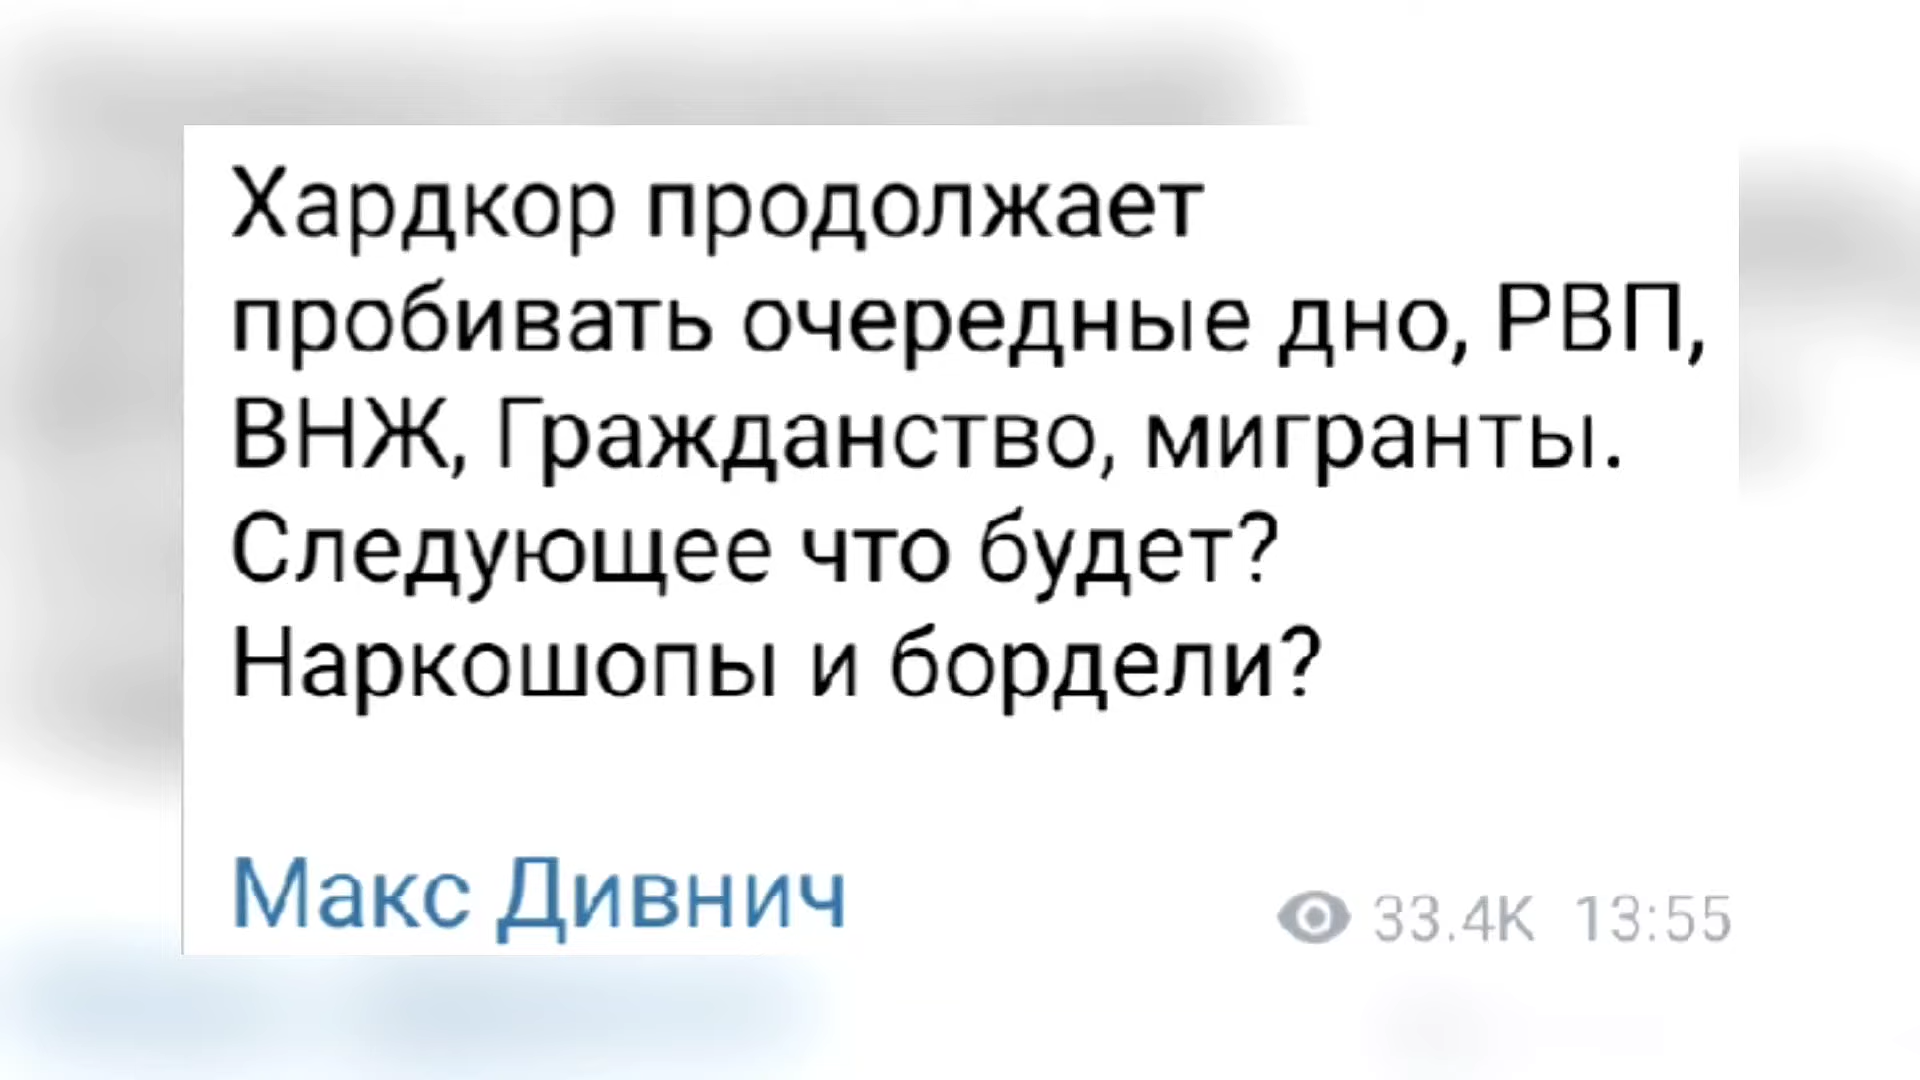 Хардкор продолжает
пробивать очередные дно, РВП,
ВНЖ, Гражданство, мигранты.
Следующее что будет?
Наркошопы и бордели?
Макс Дивнич
33.4K 13:55